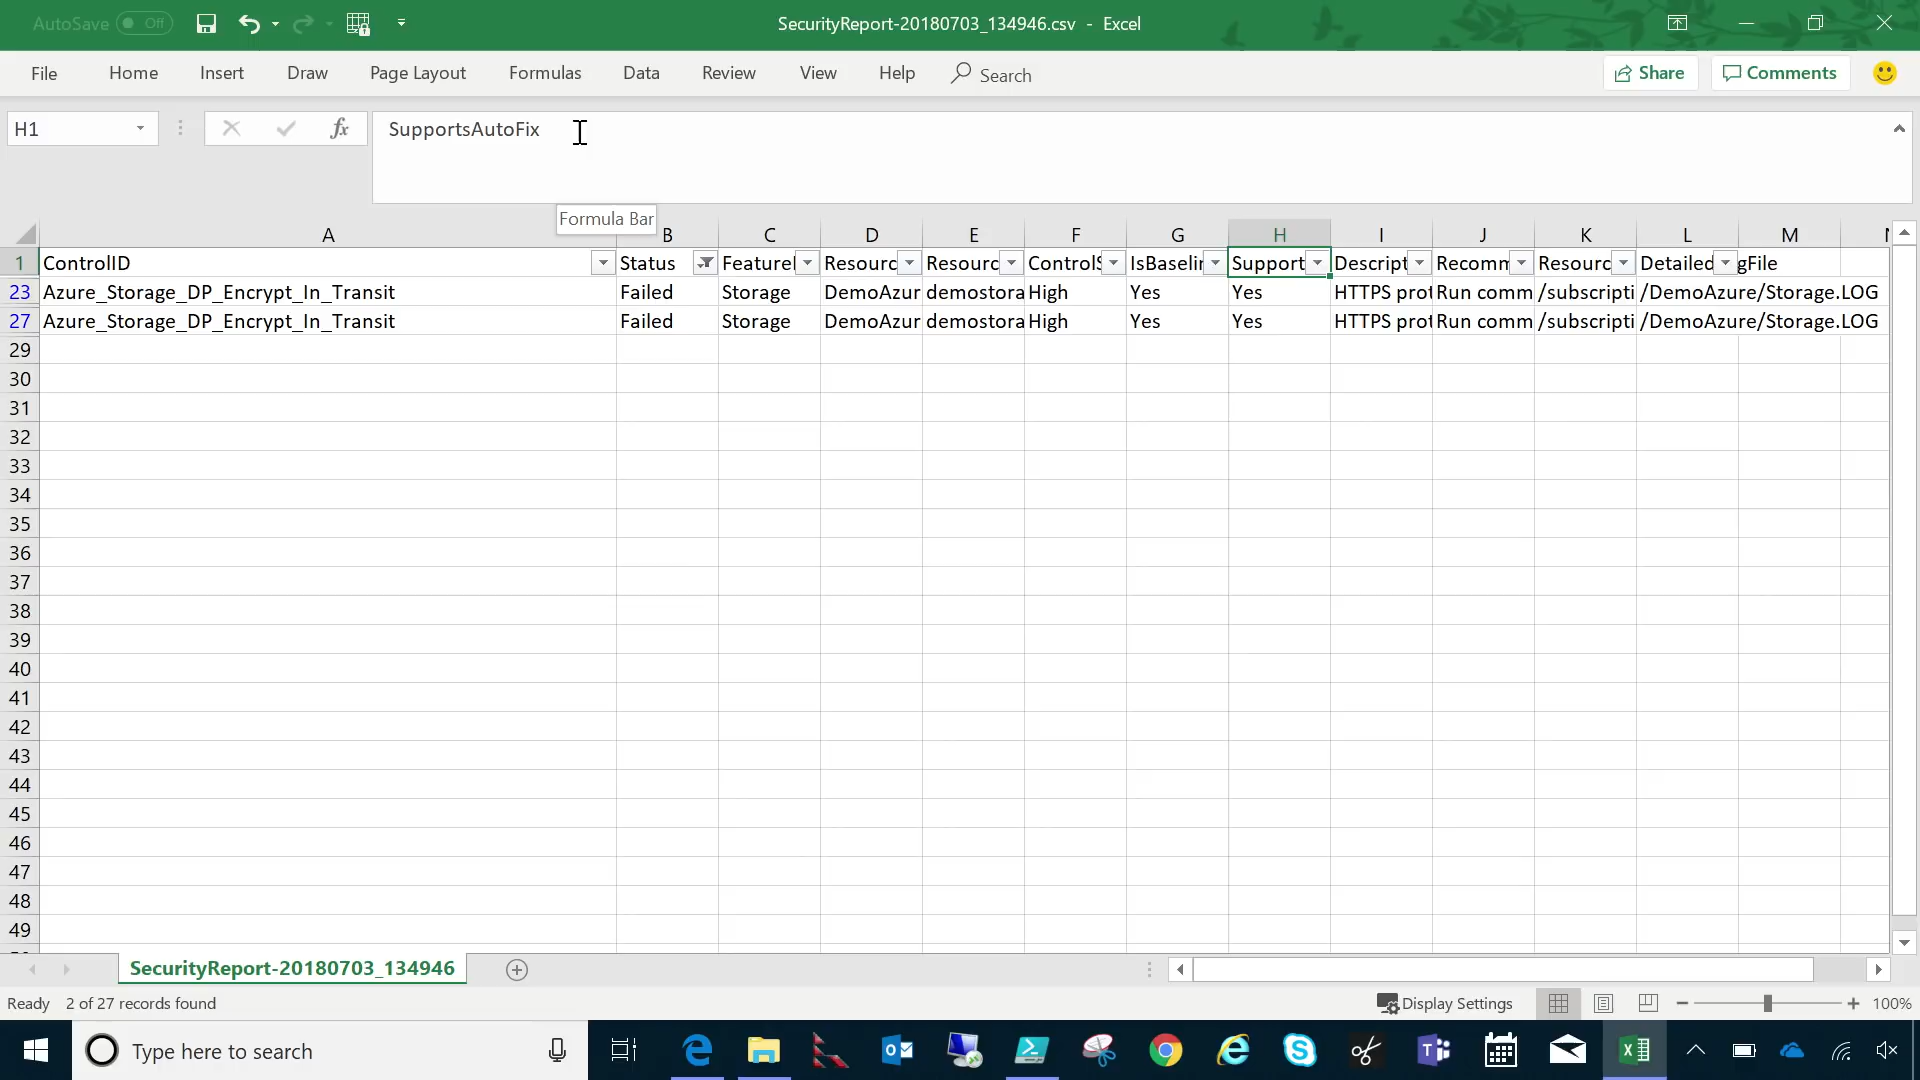 AutoSave Off
SecurityReport-20180703_134946.csv - Excel
File Home Insert Draw Page Layout Formulas Data Review View Help Search Share Comments
H1 fx SupportsAutoFix
Formula Bar
A B C D E F G H I J K L M
1 ControlID Status FeatureI Resourc Resourc ControlS IsBaselin Support Descript Recomm Resourc Detailed gFile
23 Azure_Storage_DP_Encrypt_In_Transit Failed Storage DemoAzur demostora High Yes Yes HTTPS prot Run comm /subscripti /DemoAzure/Storage.LOG
27 Azure_Storage_DP_Encrypt_In_Transit Failed Storage DemoAzur demostora High Yes Yes HTTPS prot Run comm /subscripti /DemoAzure/Storage.LOG
29
30
31
32
33
34
35
36
37
38
39
40
41
42
43
44
45
46
47
48
49
SecurityReport-20180703_134946
Ready 2 of 27 records found Display Settings 100%
Type here to search